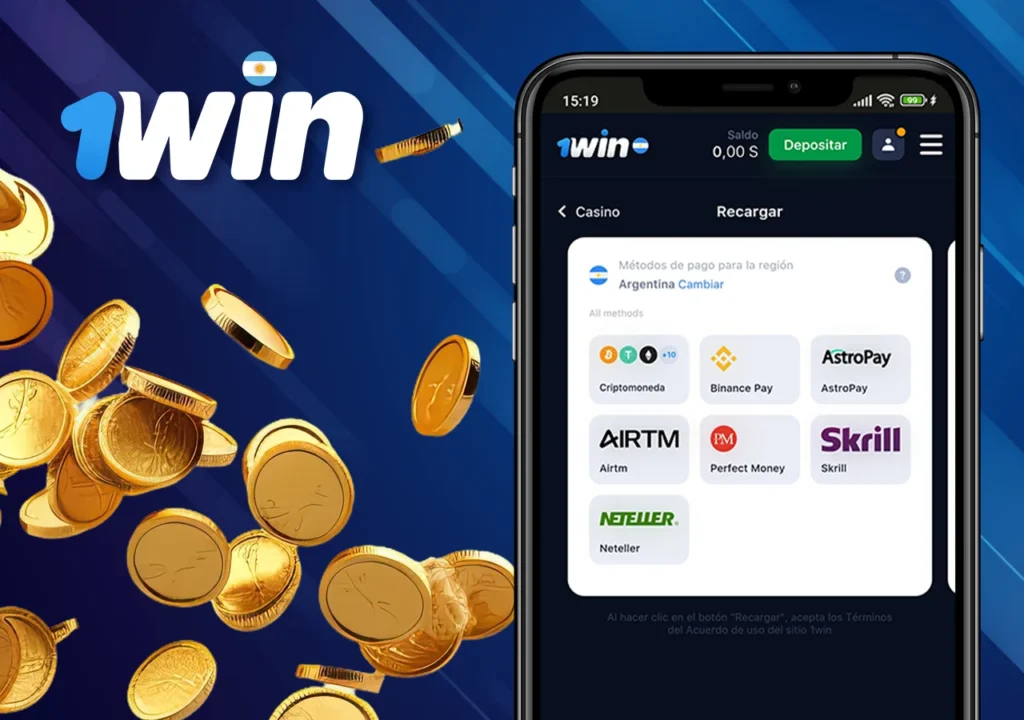 1win
15:19
99
1win
Saldo
0,00 S
Depositar
Casino
Recargar
Métodos de pago para la región
Argentina Cambiar
?
All methods
+10
Criptomoneda
Binance Pay
AstroPay
AstroPay
AIRTM
Airtm
PM
Perfect Money
Skrill
Skrill
NETELLER
Neteller
Al hacer clic en el botón "Recargar", acepta los Términos
del Acuerdo de uso del sitio 1win